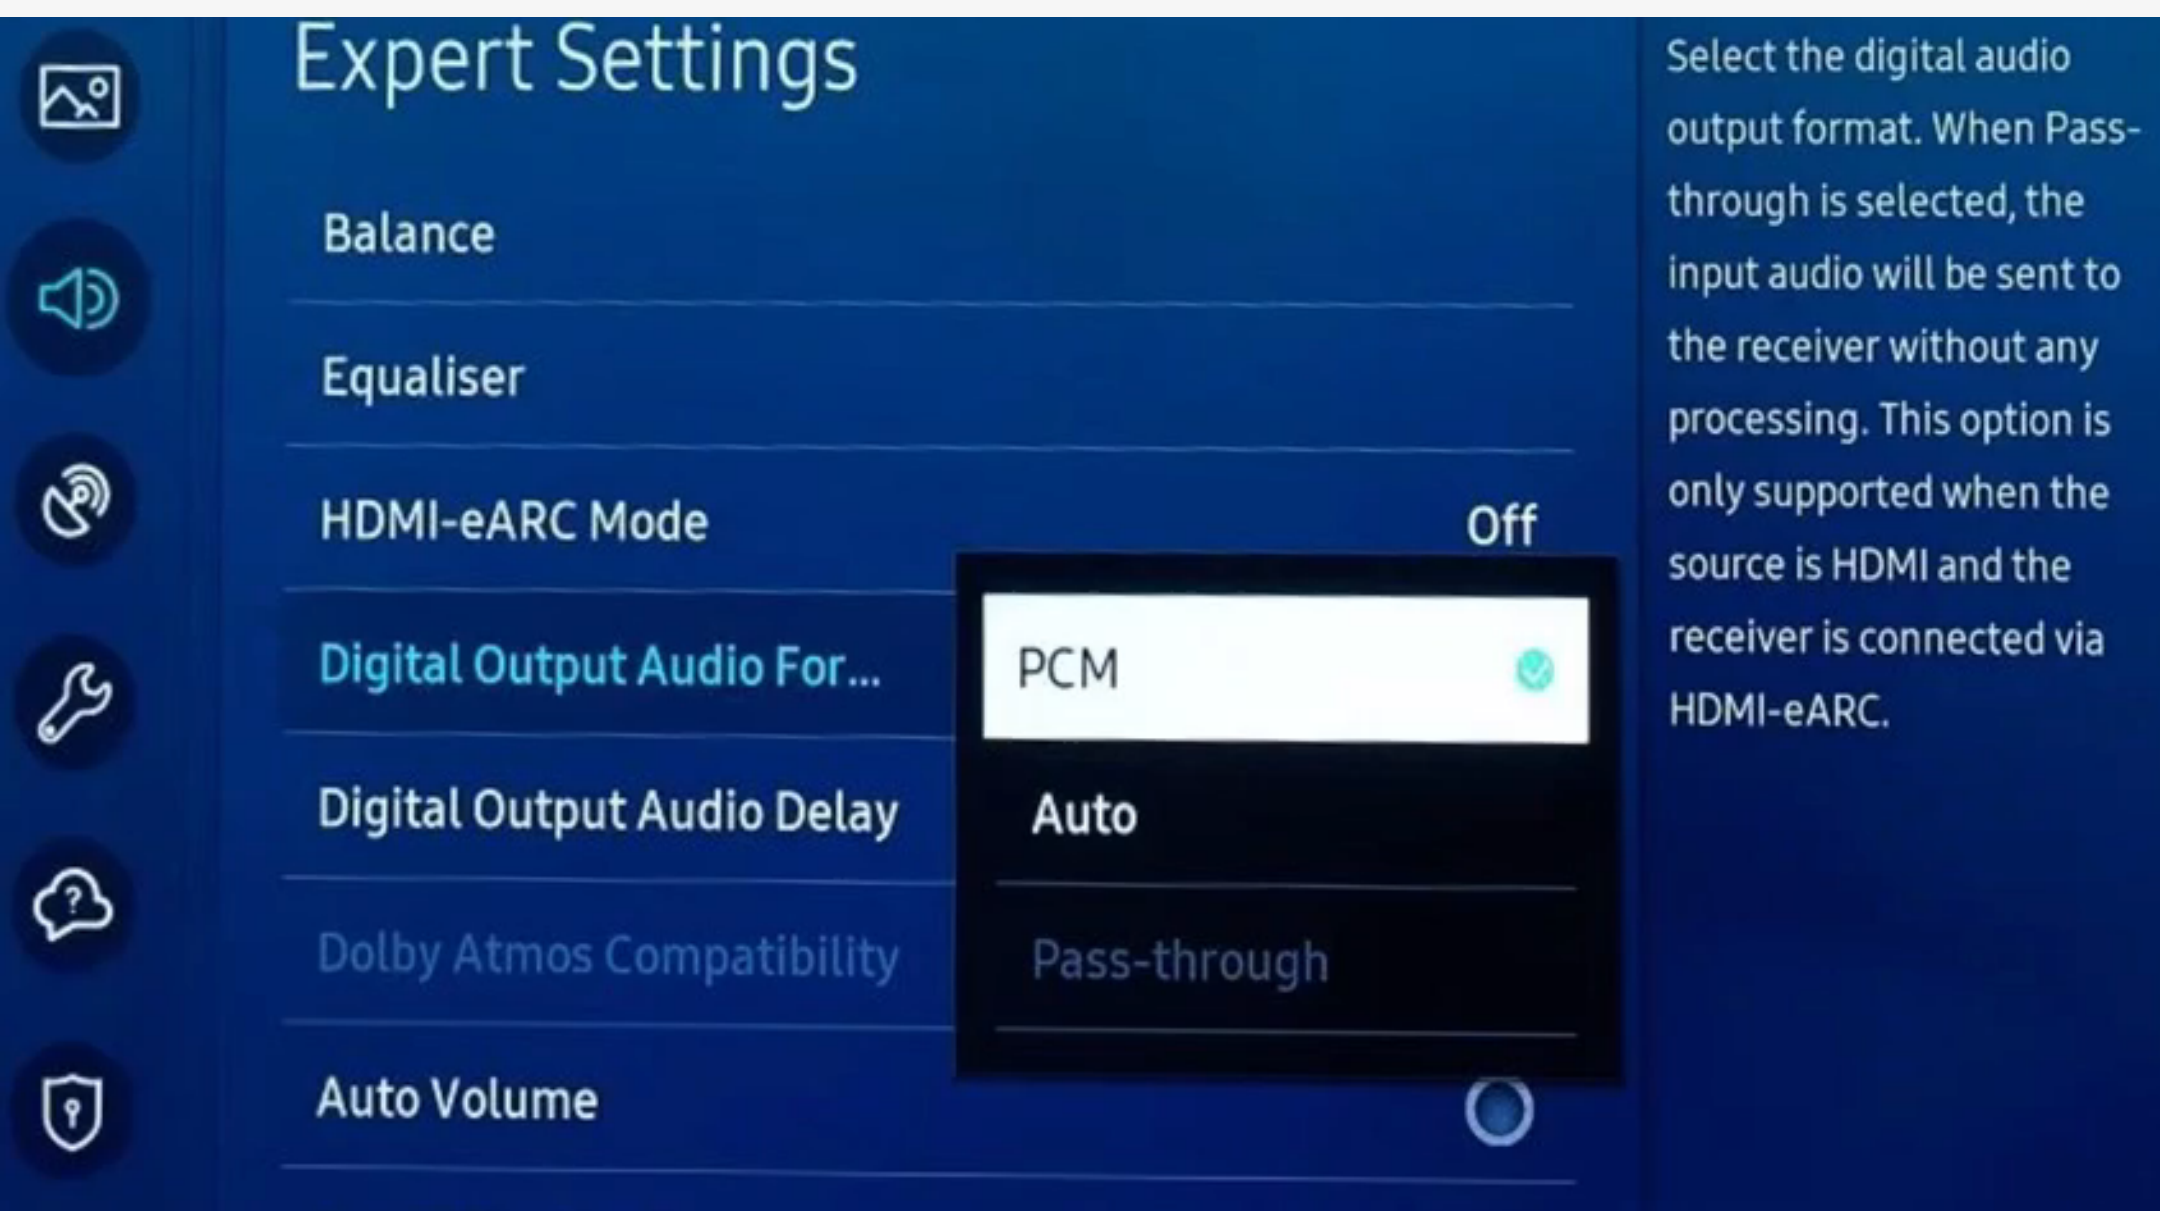 Expert Settings
Balance
Equaliser
HDMI-eARC Mode
Off
Digital Output Audio For...
PCM
Auto
Pass-through
Digital Output Audio Delay
Dolby Atmos Compatibility
Auto Volume
Select the digital audio
output format. When Pass-
through is selected, the
input audio will be sent to
the receiver without any
processing. This option is
only supported when the
source is HDMI and the
receiver is connected via
HDMI-eARC.